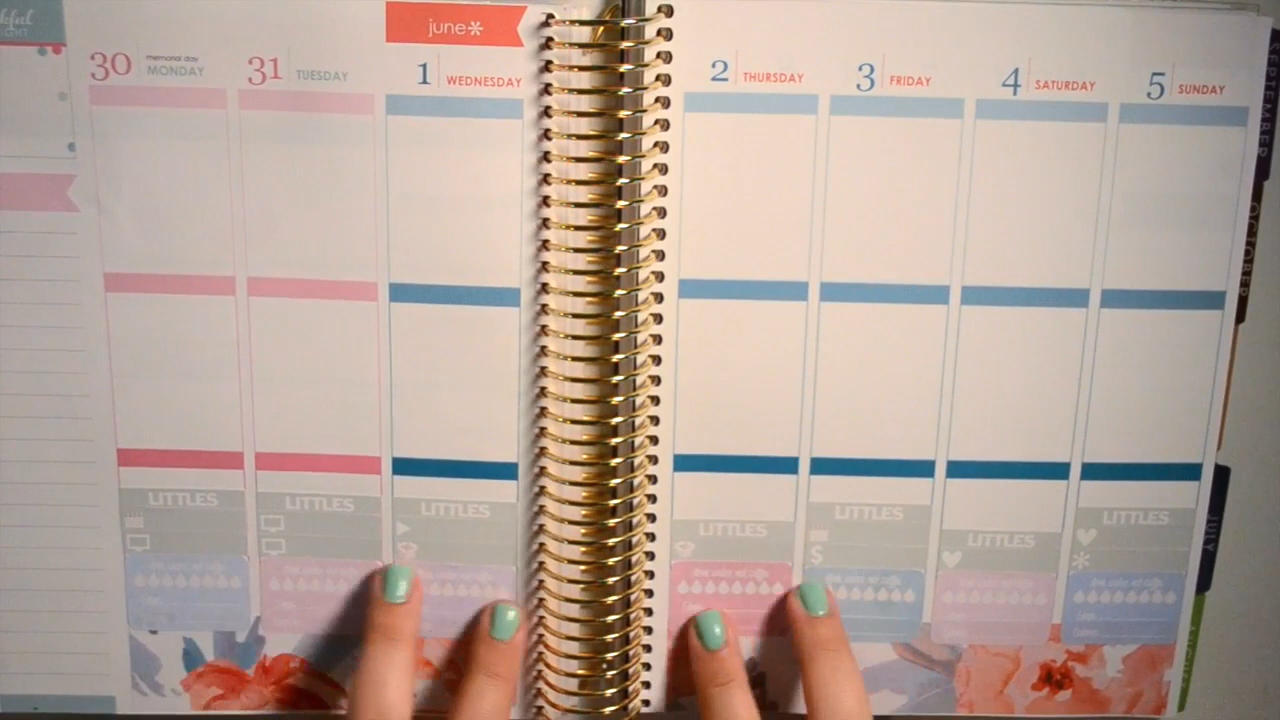 kful
june*
30 memorial day MONDAY
31 TUESDAY
1 WEDNESDAY
2 THURSDAY
3 FRIDAY
4 SATURDAY
5 SUNDAY
SEPTEMBER
OCTOBER
JULY
LITTLES
LITTLES
LITTLES
LITTLES
LITTLES
LITTLES
LITTLES
$